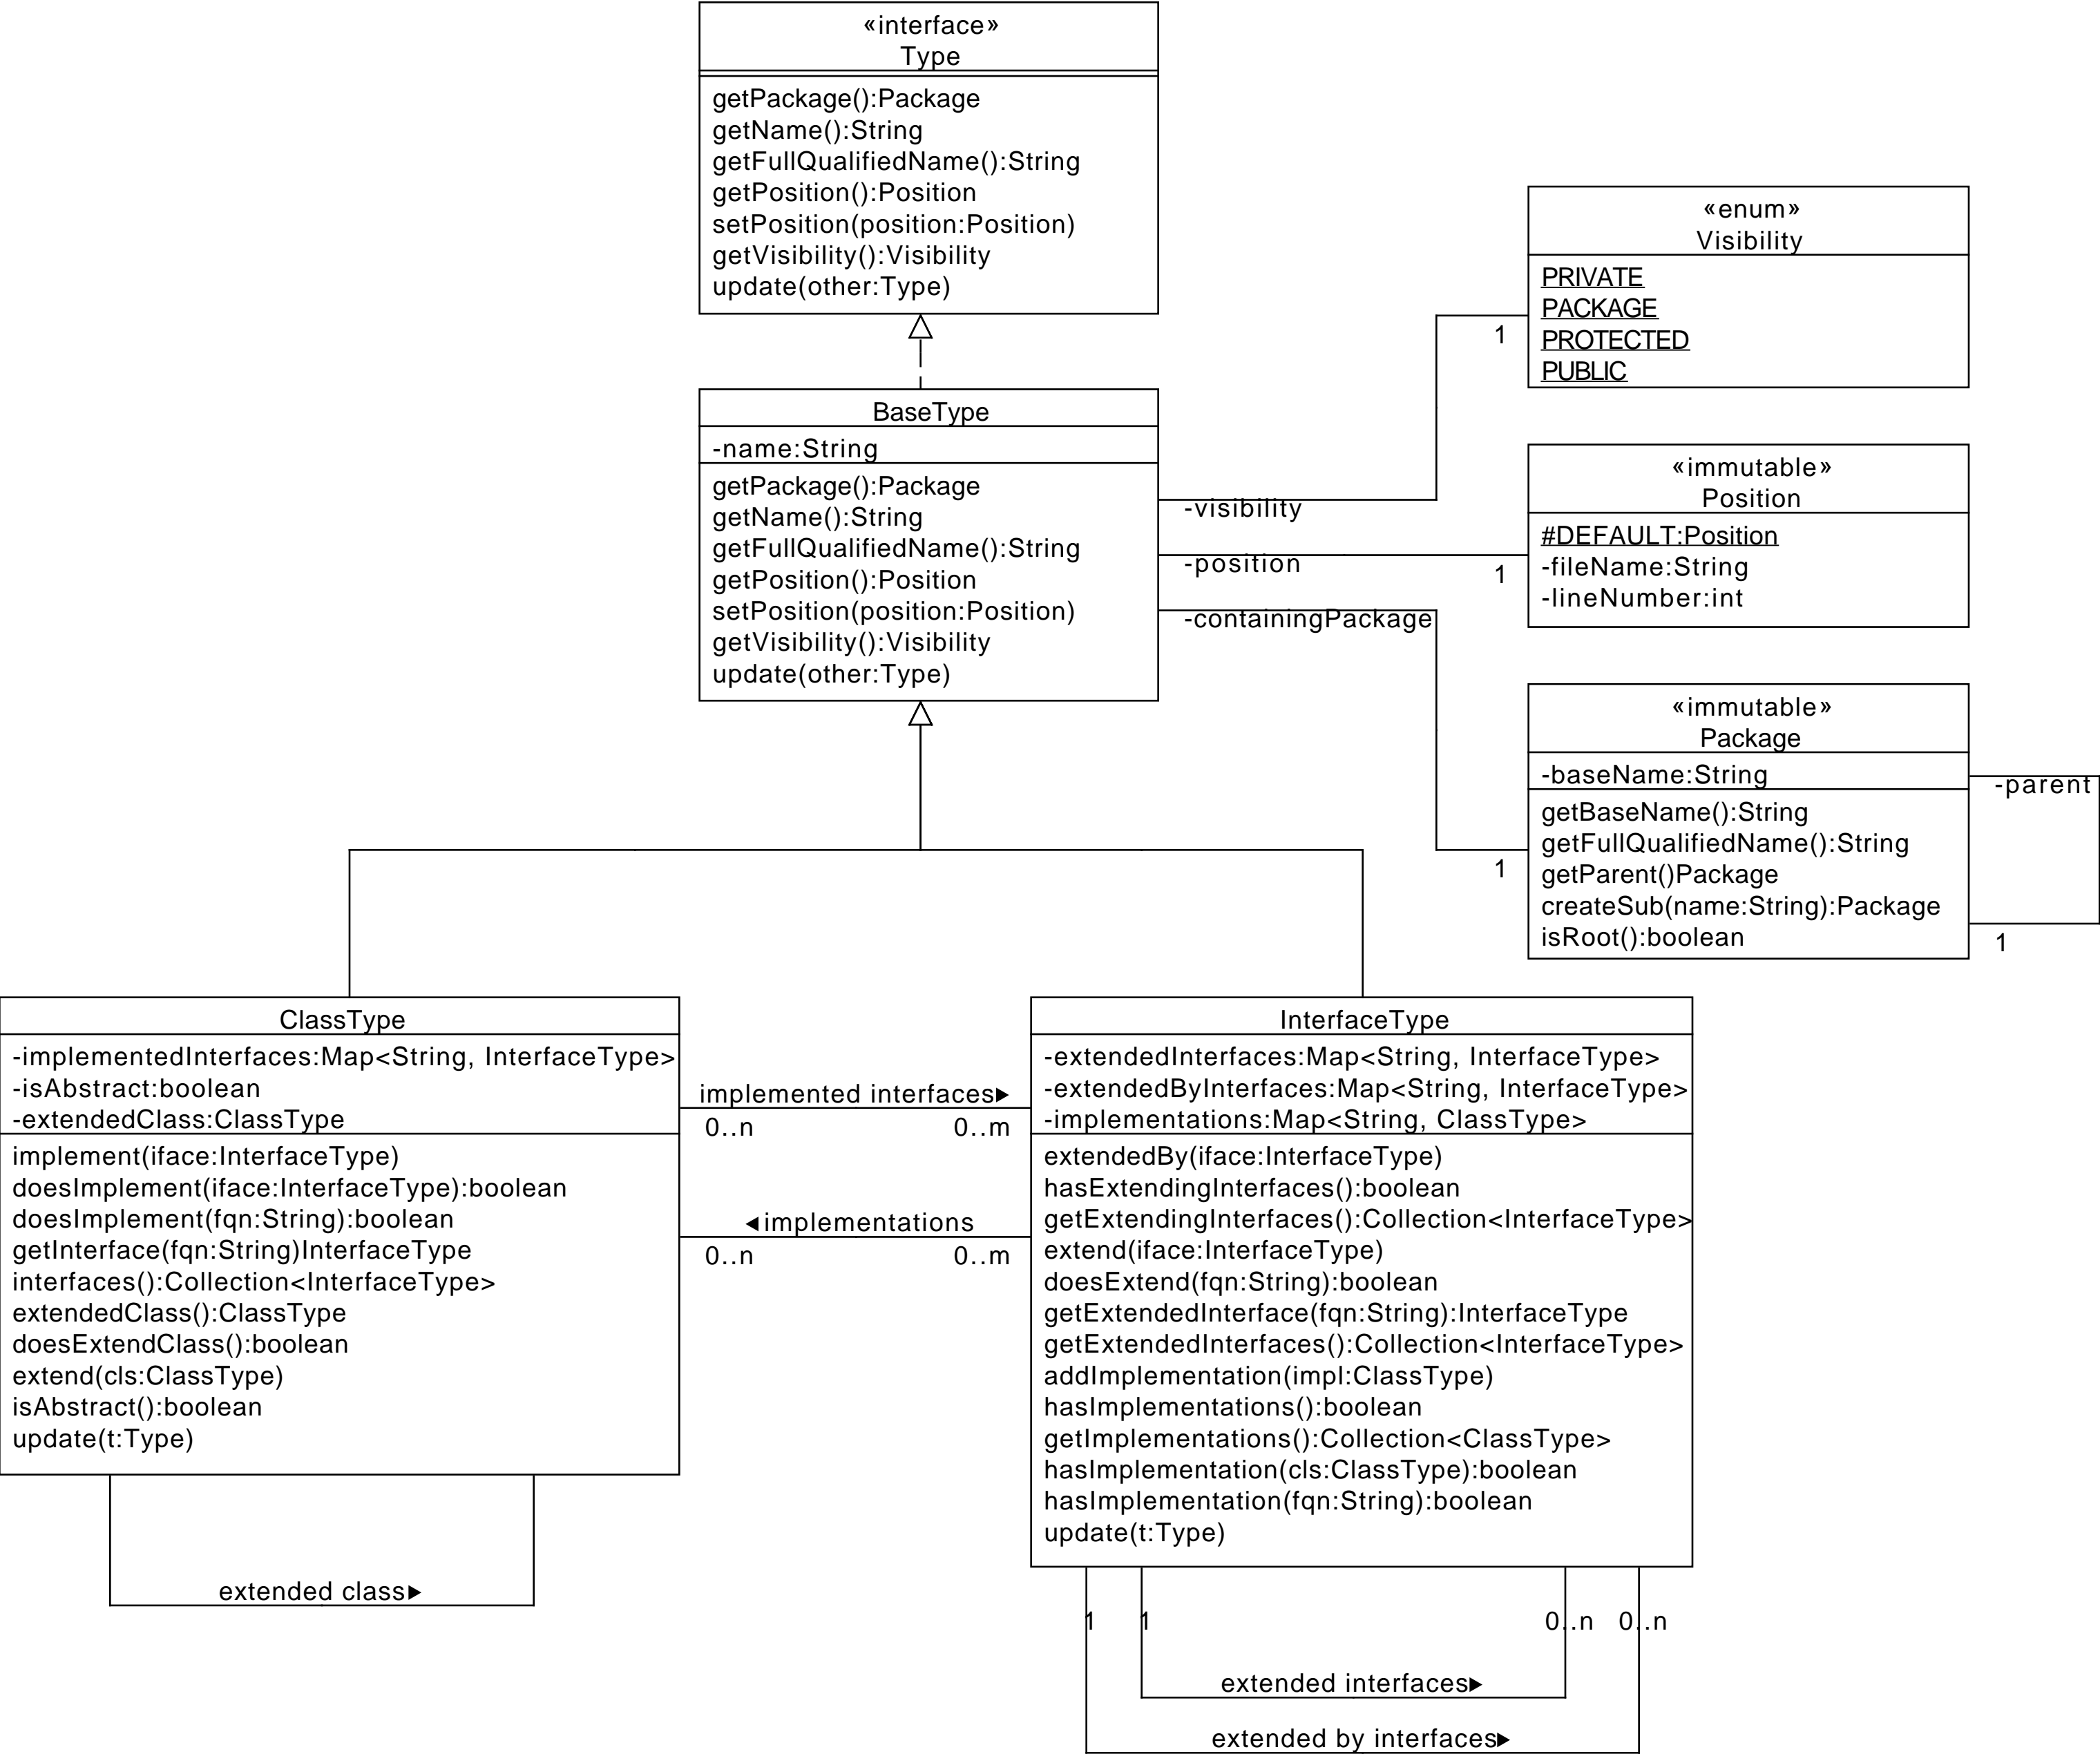 «interface»
Type
getPackage():Package
getName():String
getFullQualifiedName():String
getPosition():Position
setPosition(position:Position)
getVisibility():Visibility
update(other:Type)
«enum»
Visibility
PRIVATE
PACKAGE
PROTECTED
PUBLIC
1
BaseType
-name:String
getPackage():Package
getName():String
getFullQualifiedName():String
getPosition():Position
setPosition(position:Position)
getVisibility():Visibility
update(other:Type)
-visibility
-position
-containingPackage
«immutable»
Position
#DEFAULT:Position
-fileName:String
-lineNumber:int
1
«immutable»
Package
-baseName:String
getBaseName():String
getFullQualifiedName():String
getParent()Package
createSub(name:String):Package
isRoot():boolean
-parent
1
1
ClassType
-implementedInterfaces:Map<String, InterfaceType>
-isAbstract:boolean
-extendedClass:ClassType
implement(iface:InterfaceType)
doesImplement(iface:InterfaceType):boolean
doesImplement(fqn:String):boolean
getInterface(fqn:String)InterfaceType
interfaces():Collection<InterfaceType>
extendedClass():ClassType
doesExtendClass():boolean
extend(cls:ClassType)
isAbstract():boolean
update(t:Type)
extended class▶
implemented interfaces▶
0..n 0..m
◀implementations
0..n 0..m
InterfaceType
-extendedInterfaces:Map<String, InterfaceType>
-extendedByInterfaces:Map<String, InterfaceType>
-implementations:Map<String, ClassType>
extendedBy(iface:InterfaceType)
hasExtendingInterfaces():boolean
getExtendingInterfaces():Collection<InterfaceType>
extend(iface:InterfaceType)
doesExtend(fqn:String):boolean
getExtendedInterface(fqn:String):InterfaceType
getExtendedInterfaces():Collection<InterfaceType>
addImplementation(impl:ClassType)
hasImplementations():boolean
getImplementations():Collection<ClassType>
hasImplementation(cls:ClassType):boolean
hasImplementation(fqn:String):boolean
update(t:Type)
1 1 0..n 0..n
extended interfaces▶
extended by interfaces▶